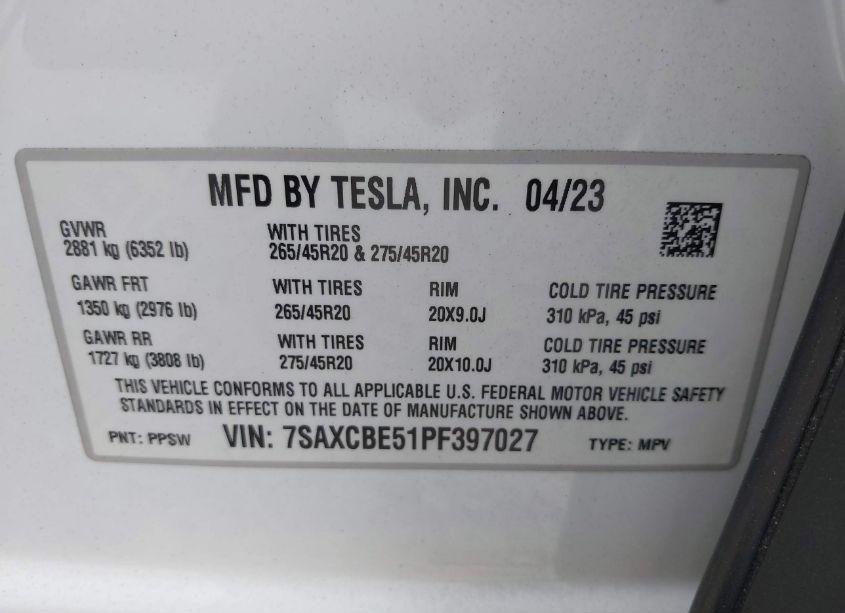 MFD BY TESLA, INC. 04/23
GVWR WITH TIRES
2881 kg (6352 lb) 265/45R20 & 275/45R20
GAWR FRT WITH TIRES RIM COLD TIRE PRESSURE
1350 kg (2976 lb) 265/45R20 20X9.0J 310 kPa, 45 psi
GAWR RR WITH TIRES RIM COLD TIRE PRESSURE
1727 kg (3808 lb) 275/45R20 20X10.0J 310 kPa, 45 psi
THIS VEHICLE CONFORMS TO ALL APPLICABLE U.S. FEDERAL MOTOR VEHICLE SAFETY
STANDARDS IN EFFECT ON THE DATE OF MANUFACTURE SHOWN ABOVE.
PNT: PPSW VIN: 7SAXCBE51PF397027 TYPE: MPV